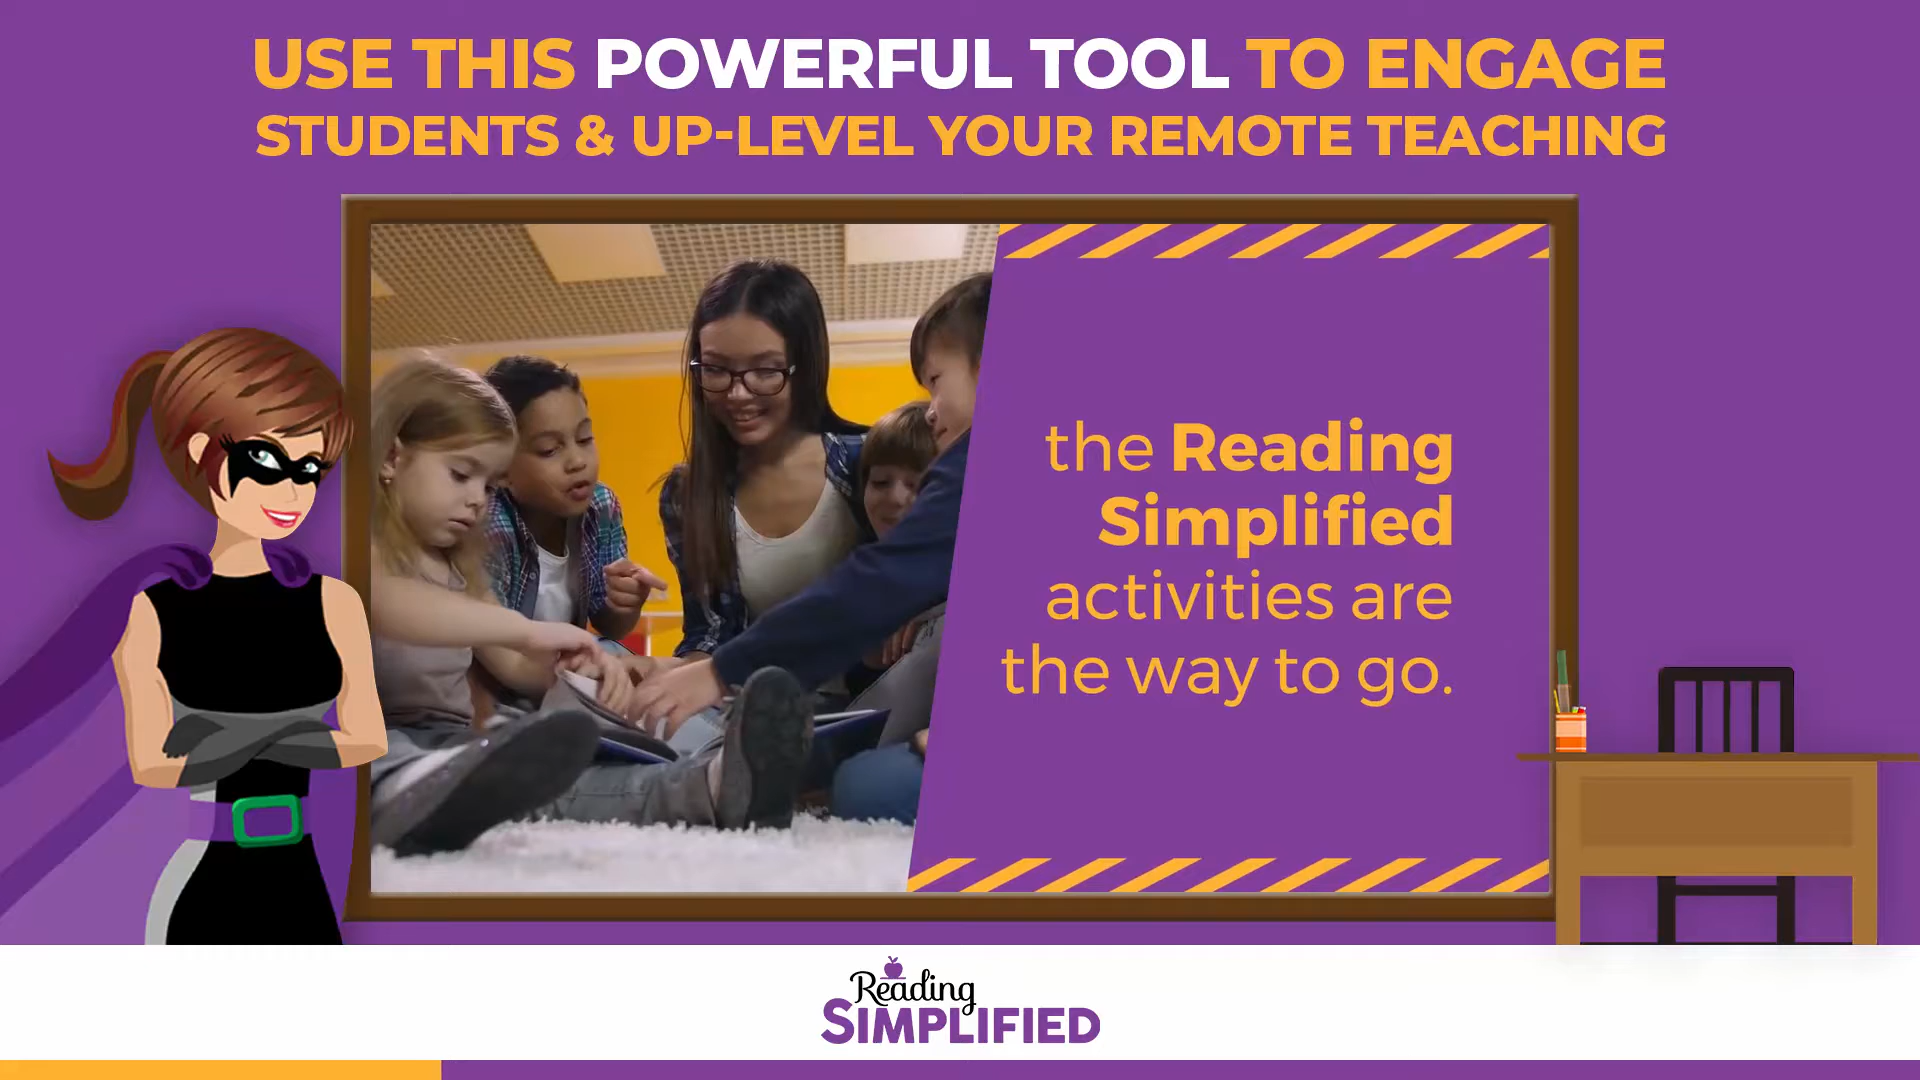 USE THIS POWERFUL TOOL TO ENGAGE
STUDENTS & UP-LEVEL YOUR REMOTE TEACHING
the Reading
Simplified
activities are
the way to go.
Reading
SIMPLIFIED